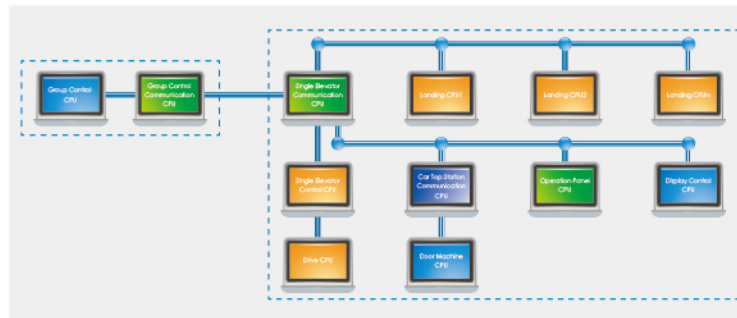 Group Control
CPU
Group Control
Communication
CPU
Single Elevator
Communication
CPU
Landing CPU1
Landing CPU2
Landing CPUn
Single Elevator
Control CPU
Car Top Station
Communication
CPU
Operation Panel
CPU
Display Control
CPU
Drive CPU
Door Machine
CPU